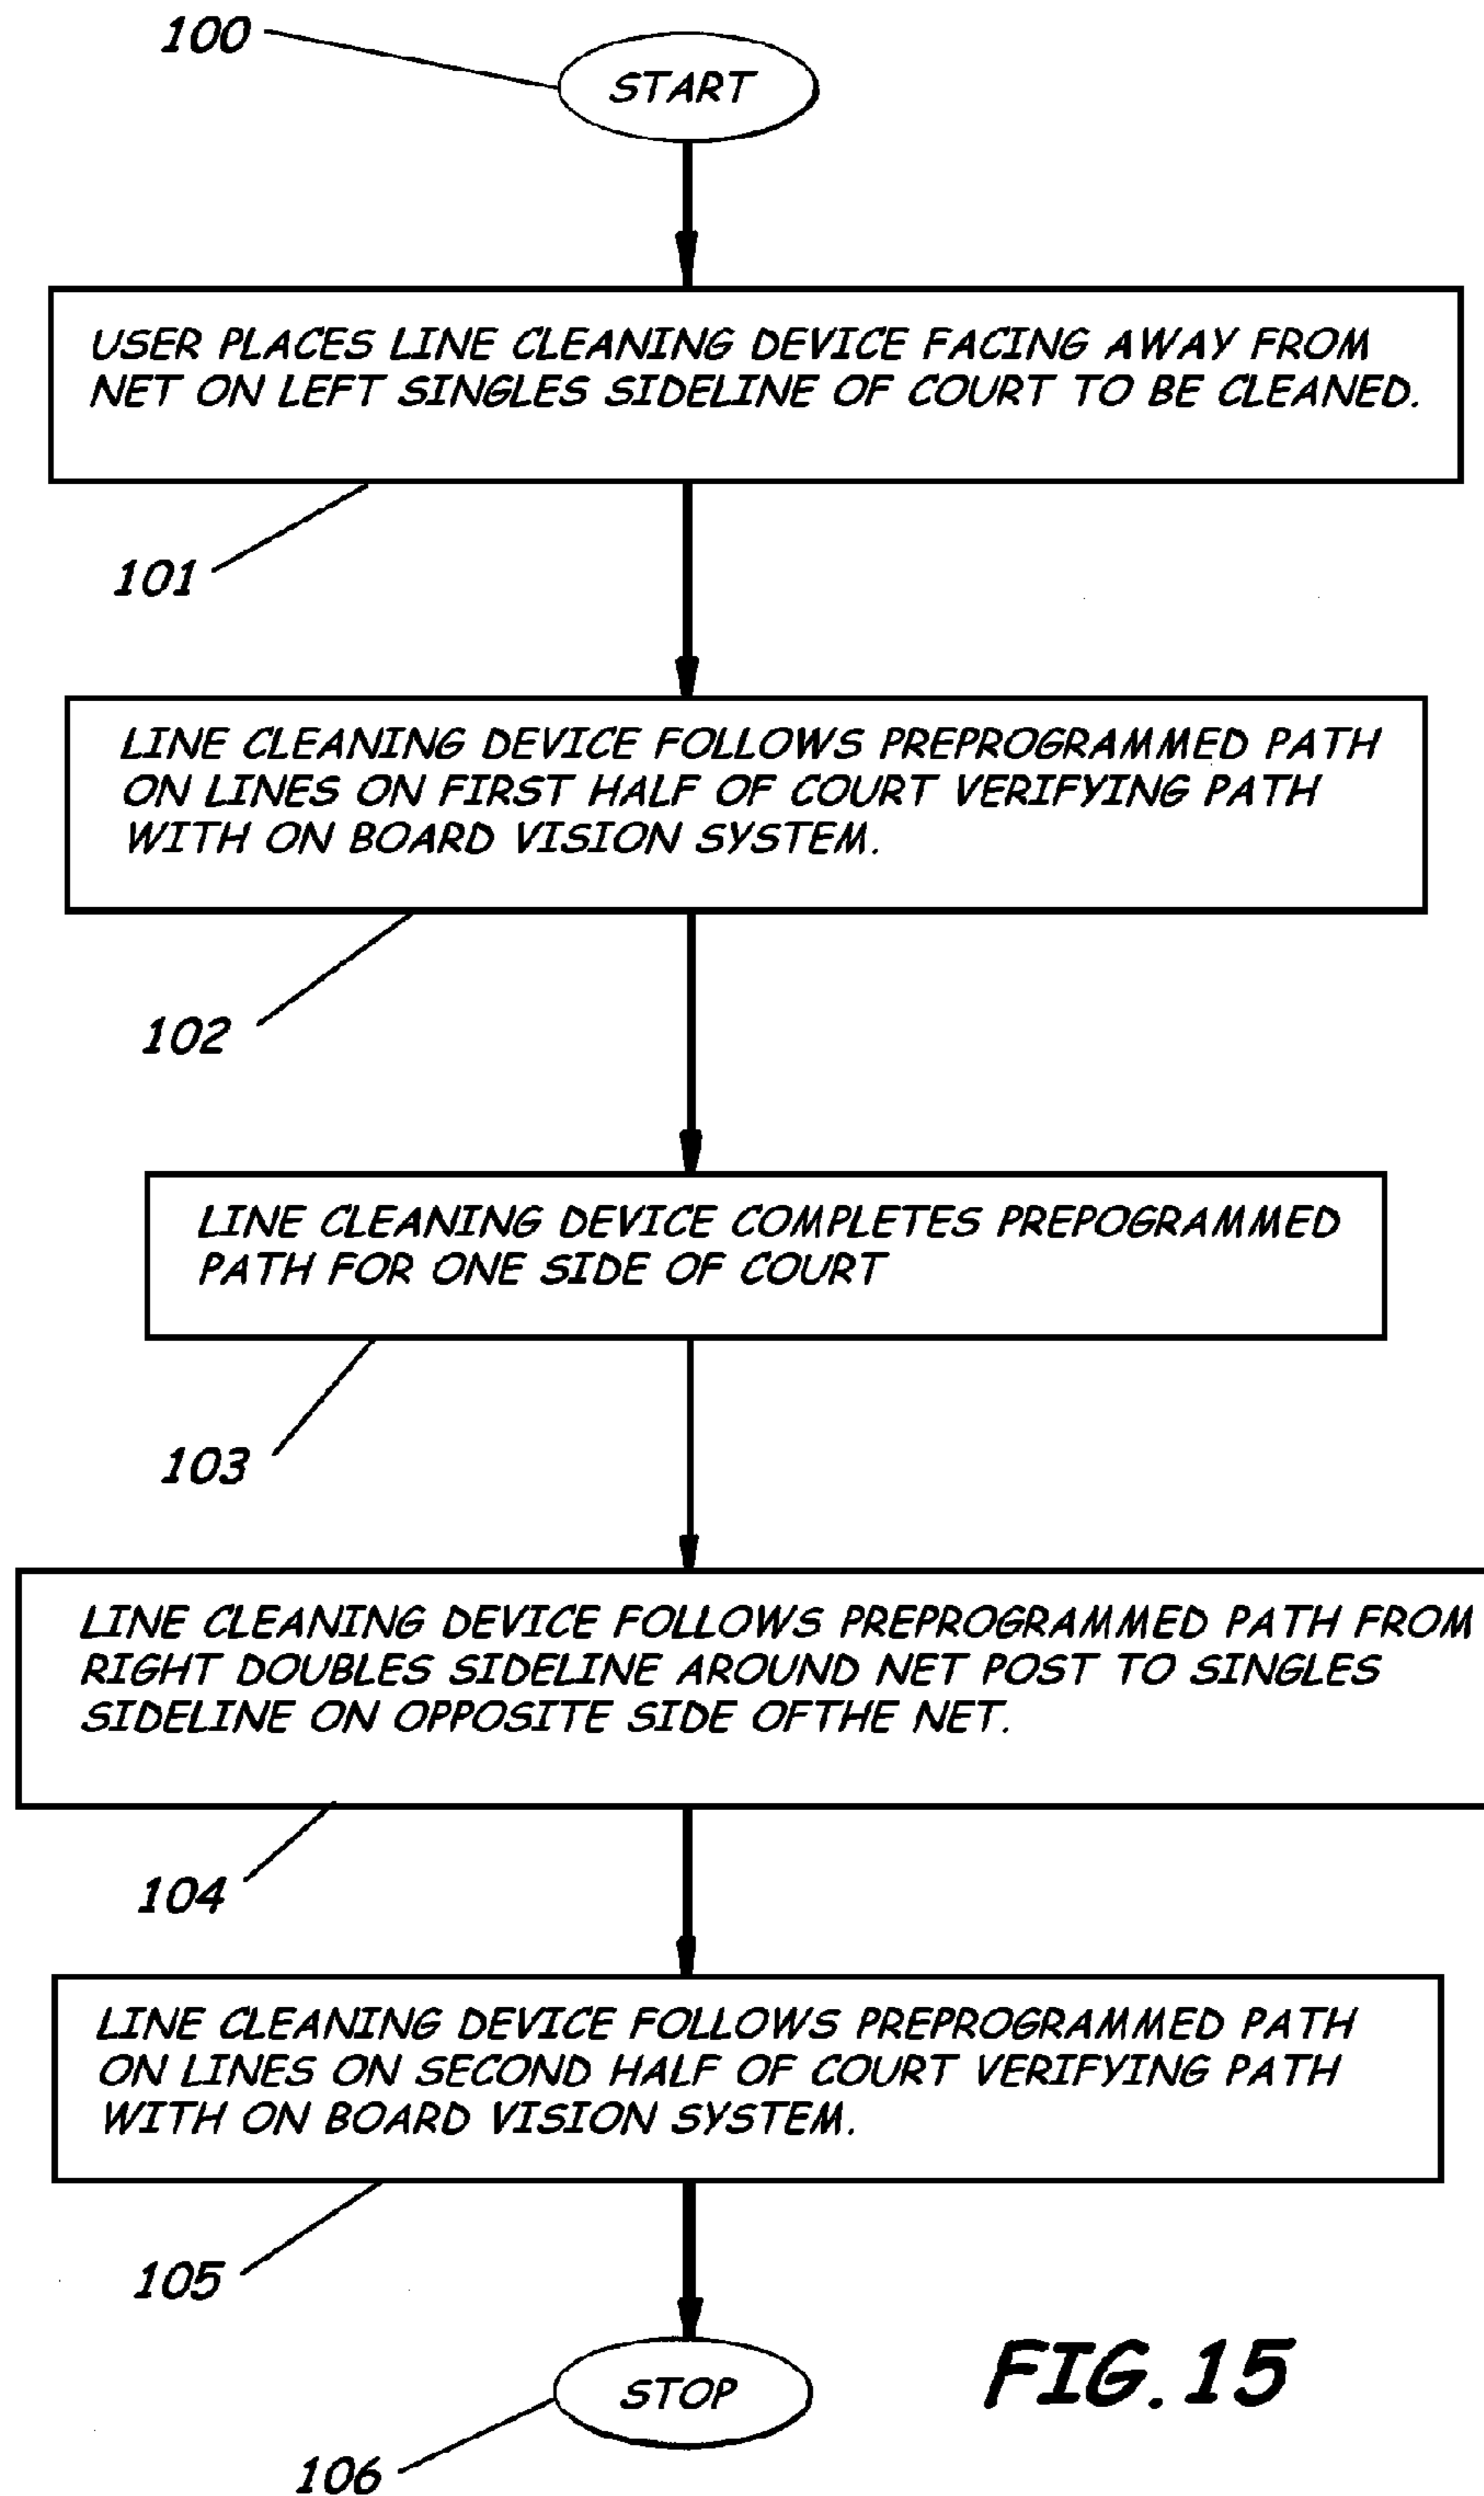 100
START
USER PLACES LINE CLEANING DEVICE FACING AWAY FROM
NET ON LEFT SINGLES SIDELINE OF COURT TO BE CLEANED.
101
LINE CLEANING DEVICE FOLLOWS PREPROGRAMMED PATH
ON LINES ON FIRST HALF OF COURT VERIFYING PATH
WITH ON BOARD VISION SYSTEM.
102
LINE CLEANING DEVICE COMPLETES PREPOGRAMMED
PATH FOR ONE SIDE OF COURT
103
LINE CLEANING DEVICE FOLLOWS PREPROGRAMMED PATH FROM
RIGHT DOUBLES SIDELINE AROUND NET POST TO SINGLES
SIDELINE ON OPPOSITE SIDE OFTHE NET.
104
LINE CLEANING DEVICE FOLLOWS PREPROGRAMMED PATH
ON LINES ON SECOND HALF OF COURT VERIFYING PATH
WITH ON BOARD VISION SYSTEM.
105
STOP
FIG. 15
106